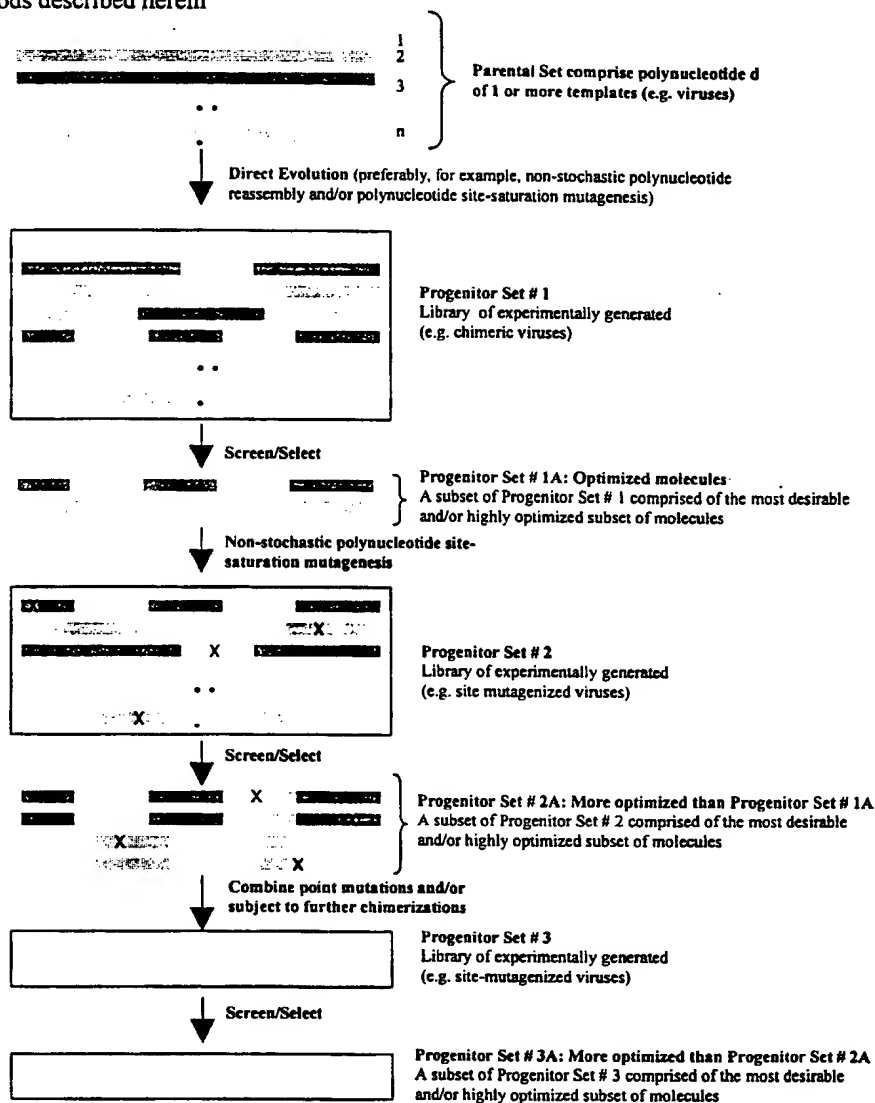 ods described herein
1
2
3
n
Parental Set comprise polynucleotide d
of 1 or more templates (e.g. viruses)
Direct Evolution (preferably, for example, non-stochastic polynucleotide
reassembly and/or polynucleotide site-saturation mutagenesis)
Progenitor Set # 1
Library of experimentally generated
(e.g. chimeric viruses)
Screen/Select
Progenitor Set # 1A: Optimized molecules
A subset of Progenitor Set # 1 comprised of the most desirable
and/or highly optimized subset of molecules
Non-stochastic polynucleotide site-
saturation mutagenesis
X
X
X
X
Progenitor Set # 2
Library of experimentally generated
(e.g. site mutagenized viruses)
Screen/Select
X
X
X
Progenitor Set # 2A: More optimized than Progenitor Set # 1A
A subset of Progenitor Set # 2 comprised of the most desirable
and/or highly optimized subset of molecules
Combine point mutations and/or
subject to further chimerizations
Progenitor Set # 3
Library of experimentally generated
(e.g. site-mutagenized viruses)
Screen/Select
Progenitor Set # 3A: More optimized than Progenitor Set # 2A
A subset of Progenitor Set # 3 comprised of the most desirable
and/or highly optimized subset of molecules